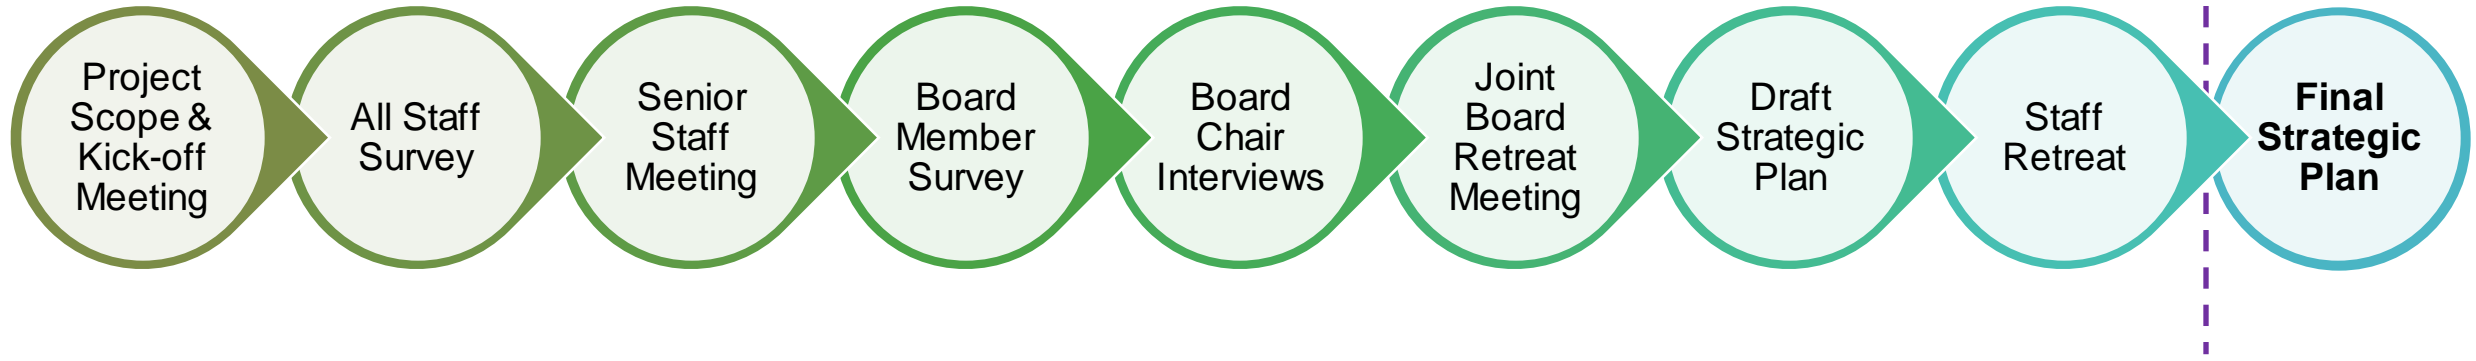 Project
Scope &
Kick-off
Meeting
All Staff
Survey
Senior
Staff
Meeting
Board
Member
Survey
Board
Chair
Interviews
Joint
Board
Retreat
Meeting
Draft
Strategic
Plan
Staff
Retreat
Final
Strategic
Plan